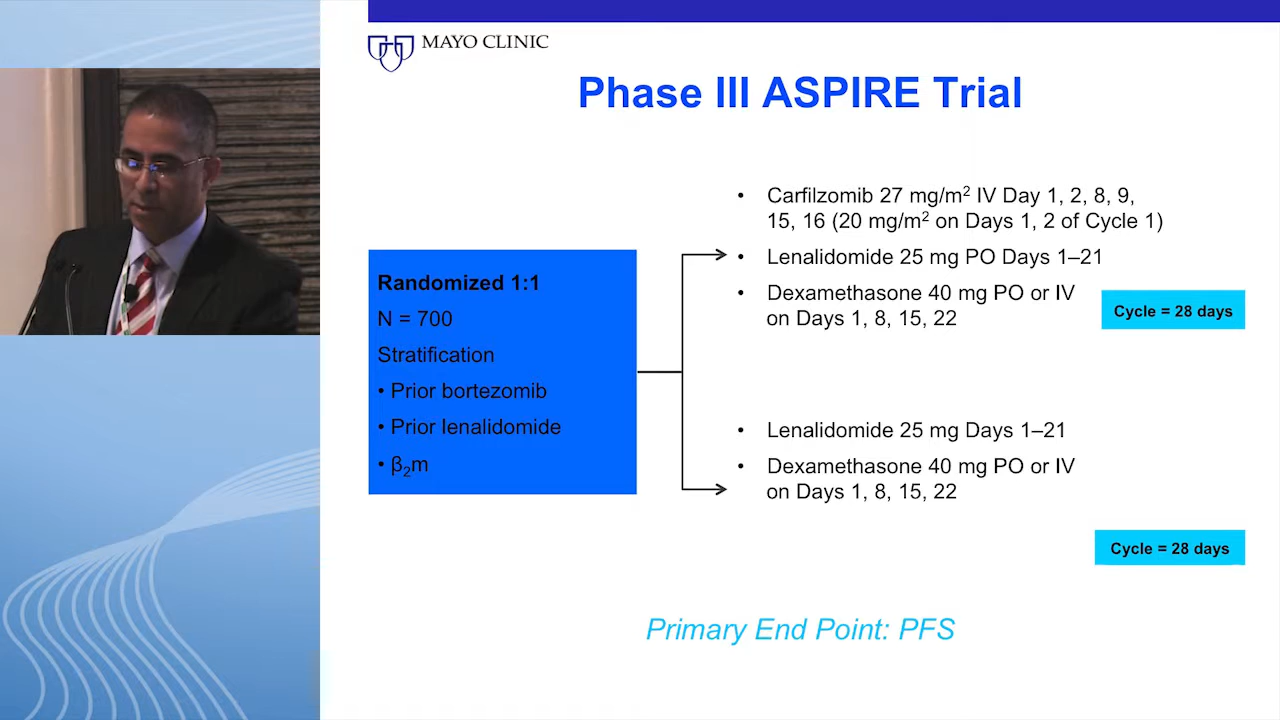 MAYO CLINIC
Phase III ASPIRE Trial
Randomized 1:1
N = 700
Stratification
• Prior bortezomib
• Prior lenalidomide
• β₂m
• Carfilzomib 27 mg/m² IV Day 1, 2, 8, 9,
15, 16 (20 mg/m² on Days 1, 2 of Cycle 1)
• Lenalidomide 25 mg PO Days 1–21
• Dexamethasone 40 mg PO or IV
on Days 1, 8, 15, 22
Cycle = 28 days
• Lenalidomide 25 mg Days 1–21
• Dexamethasone 40 mg PO or IV
on Days 1, 8, 15, 22
Cycle = 28 days
Primary End Point: PFS